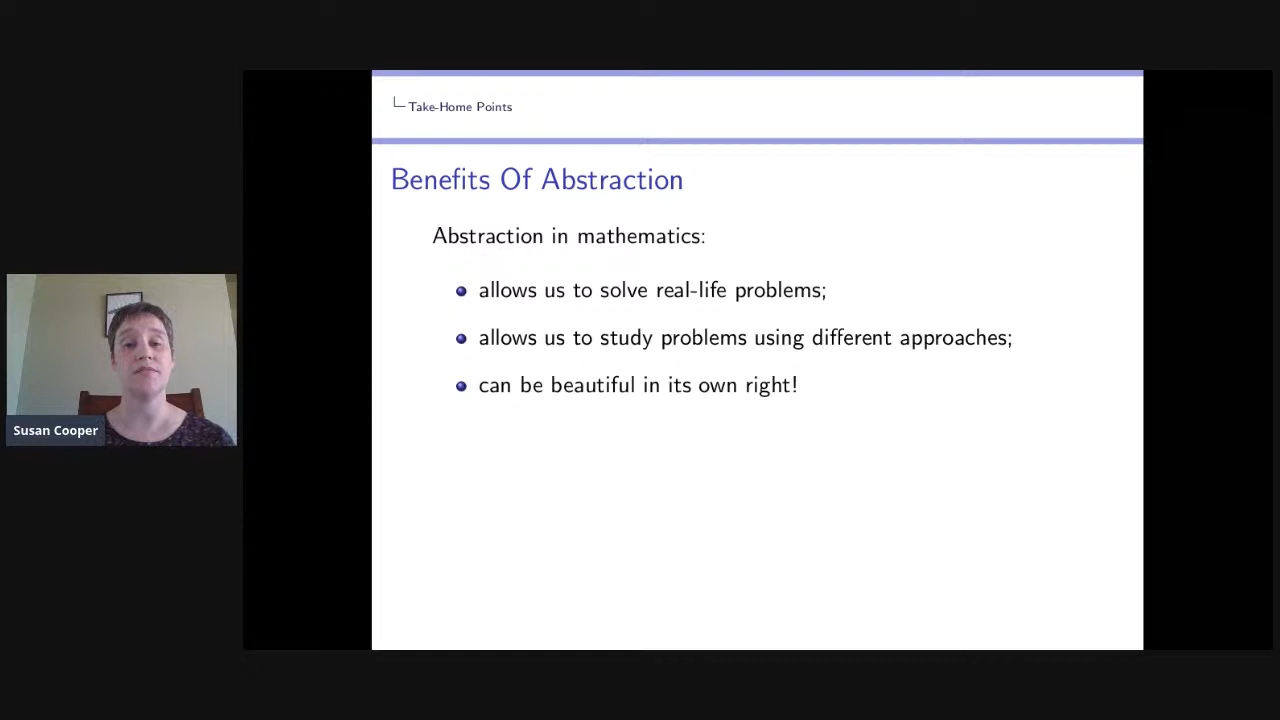 Take-Home Points
Benefits Of Abstraction
Abstraction in mathematics:
allows us to solve real-life problems;
allows us to study problems using different approaches;
can be beautiful in its own right!
Susan Cooper